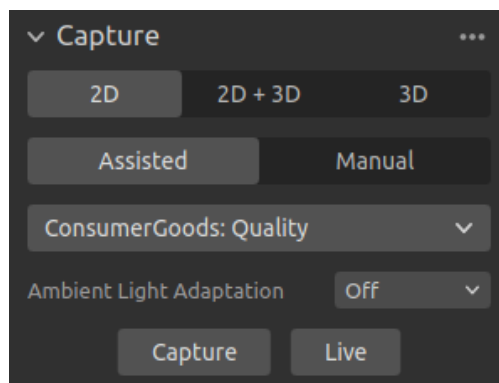 Capture
2D 2D + 3D 3D
Assisted Manual
ConsumerGoods: Quality
Ambient Light Adaptation Off
Capture Live